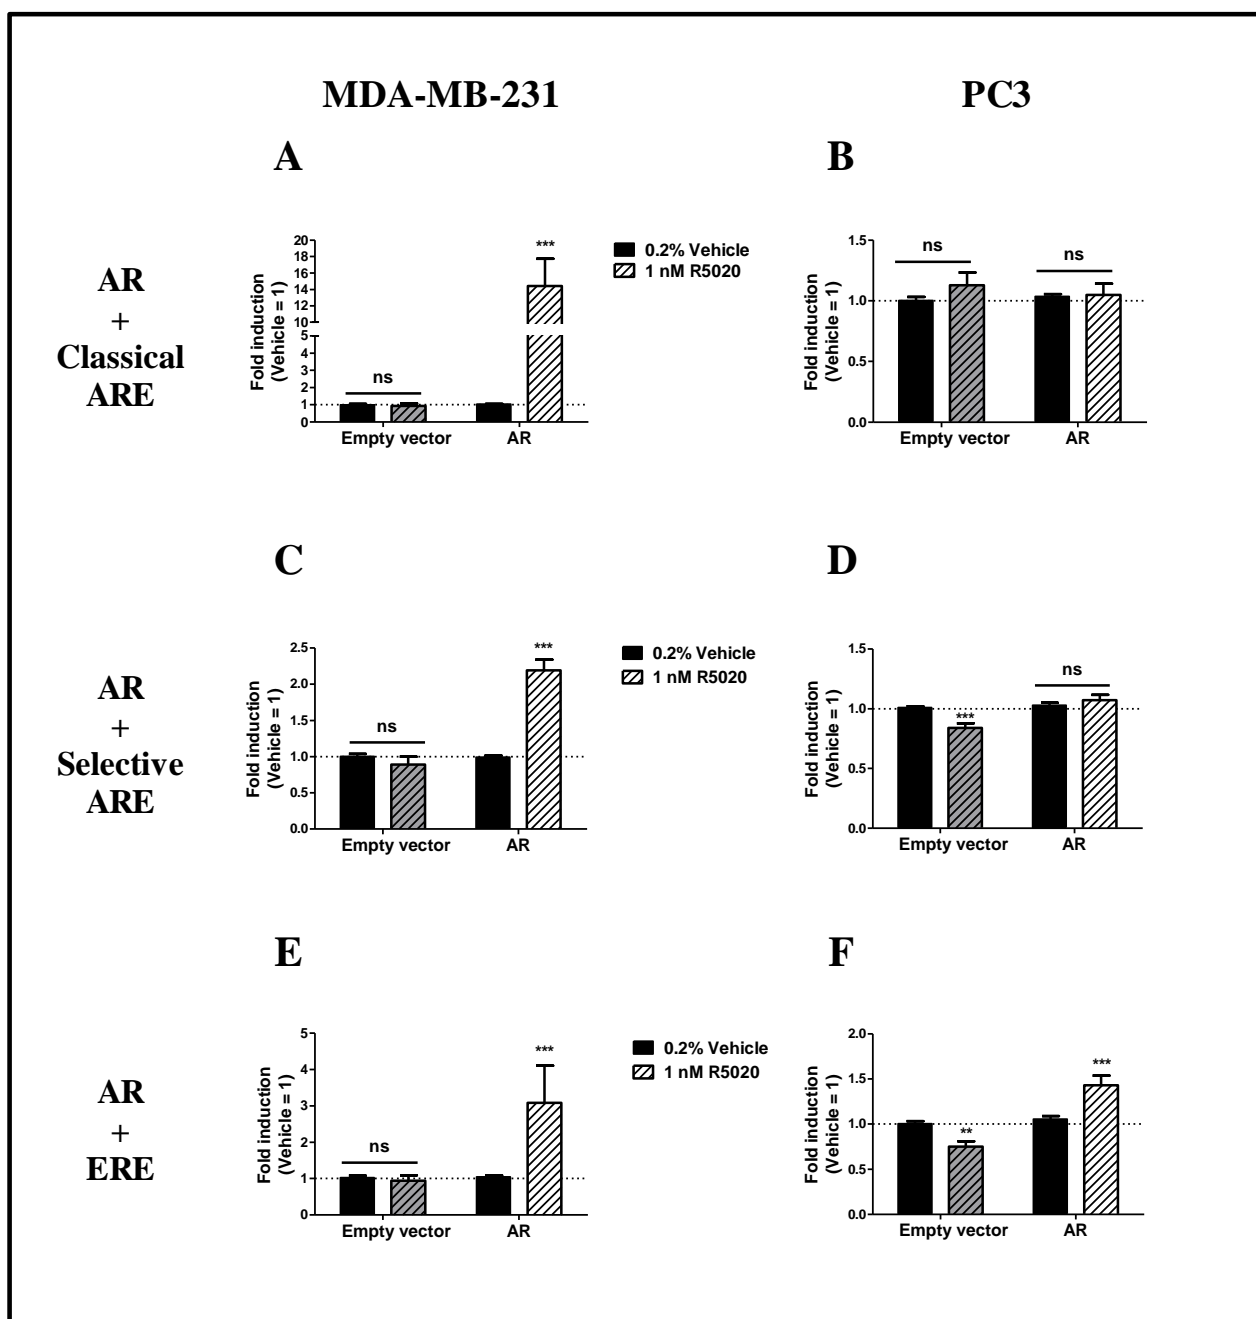 MDA-MB-231
PC3
A
B
AR
+
Classical
ARE
Fold induction
(Vehicle = 1)
20
18
16
14
12
10
5
4
3
2
1
0
ns
***
Empty vector
AR
0.2% Vehicle
1 nM R5020
Fold induction
(Vehicle = 1)
1.5
1.0
0.5
0.0
ns
ns
Empty vector
AR
C
D
AR
+
Selective
ARE
Fold induction
(Vehicle = 1)
2.5
2.0
1.5
1.0
0.5
0.0
ns
***
Empty vector
AR
0.2% Vehicle
1 nM R5020
Fold induction
(Vehicle = 1)
1.5
1.0
0.5
0.0
***
ns
Empty vector
AR
E
F
AR
+
ERE
Fold induction
(Vehicle = 1)
5
4
3
2
1
0
ns
***
Empty vector
AR
0.2% Vehicle
1 nM R5020
Fold induction
(Vehicle = 1)
2.0
1.5
1.0
0.5
0.0
**
***
Empty vector
AR